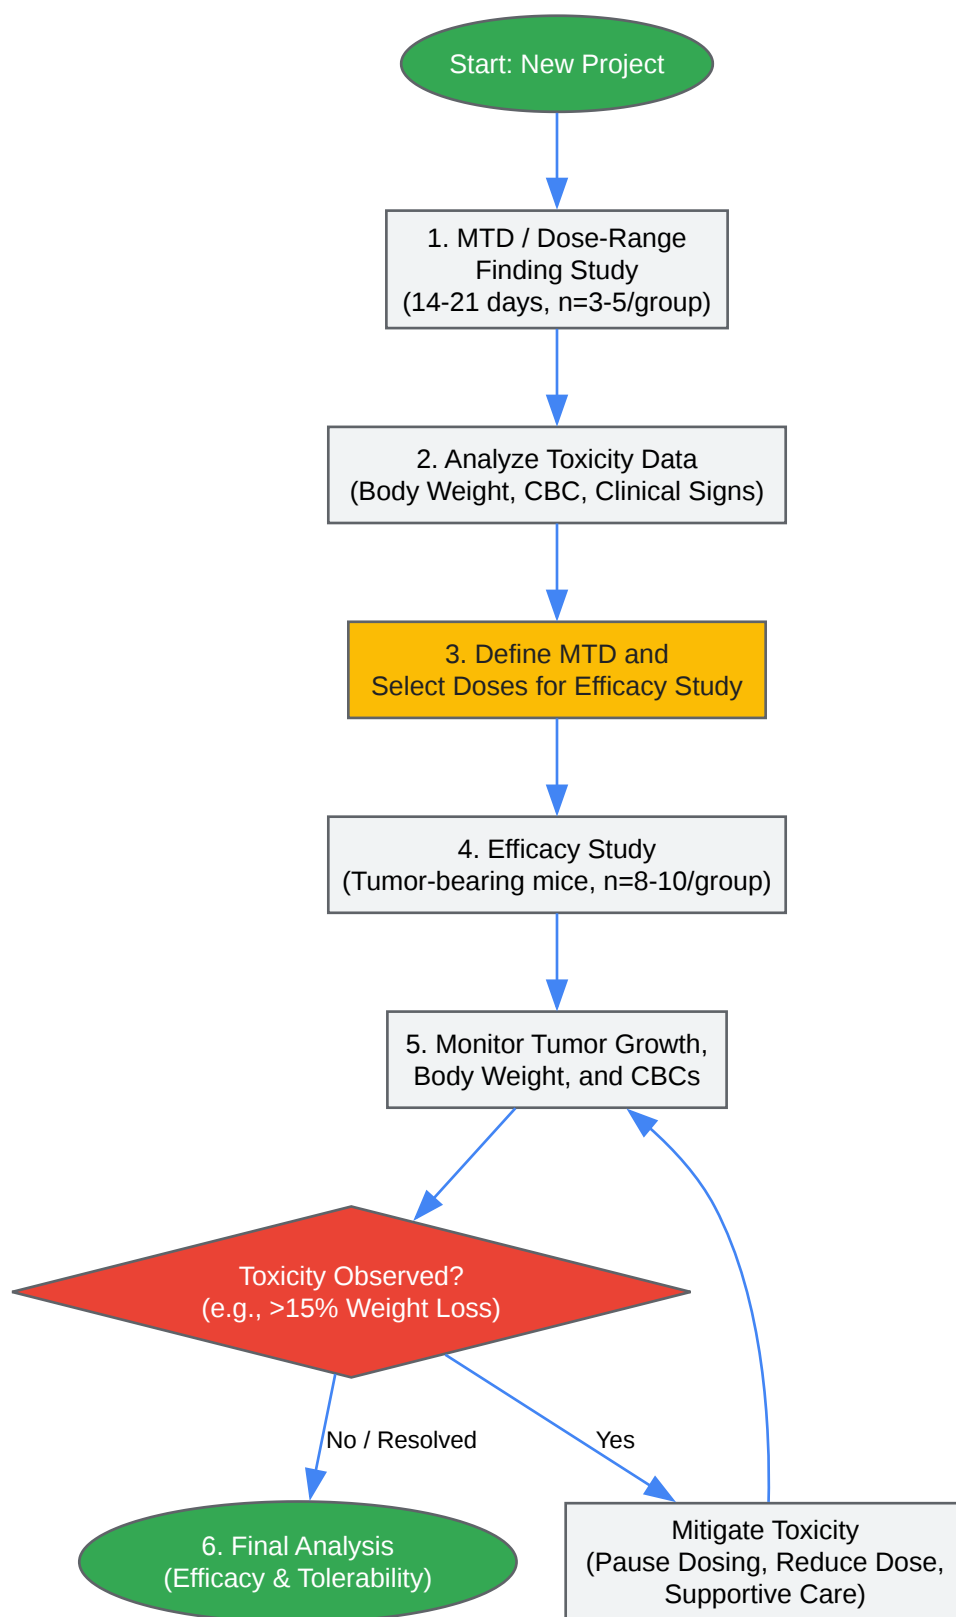 Start: New Project
1. MTD / Dose-Range
Finding Study
(14-21 days, n=3-5/group)
2. Analyze Toxicity Data
(Body Weight, CBC, Clinical Signs)
3. Define MTD and
Select Doses for Efficacy Study
4. Efficacy Study
(Tumor-bearing mice, n=8-10/group)
5. Monitor Tumor Growth,
Body Weight, and CBCs
Toxicity Observed?
(e.g., >15% Weight Loss)
No / Resolved
Yes
6. Final Analysis
(Efficacy & Tolerability)
Mitigate Toxicity
(Pause Dosing, Reduce Dose,
Supportive Care)